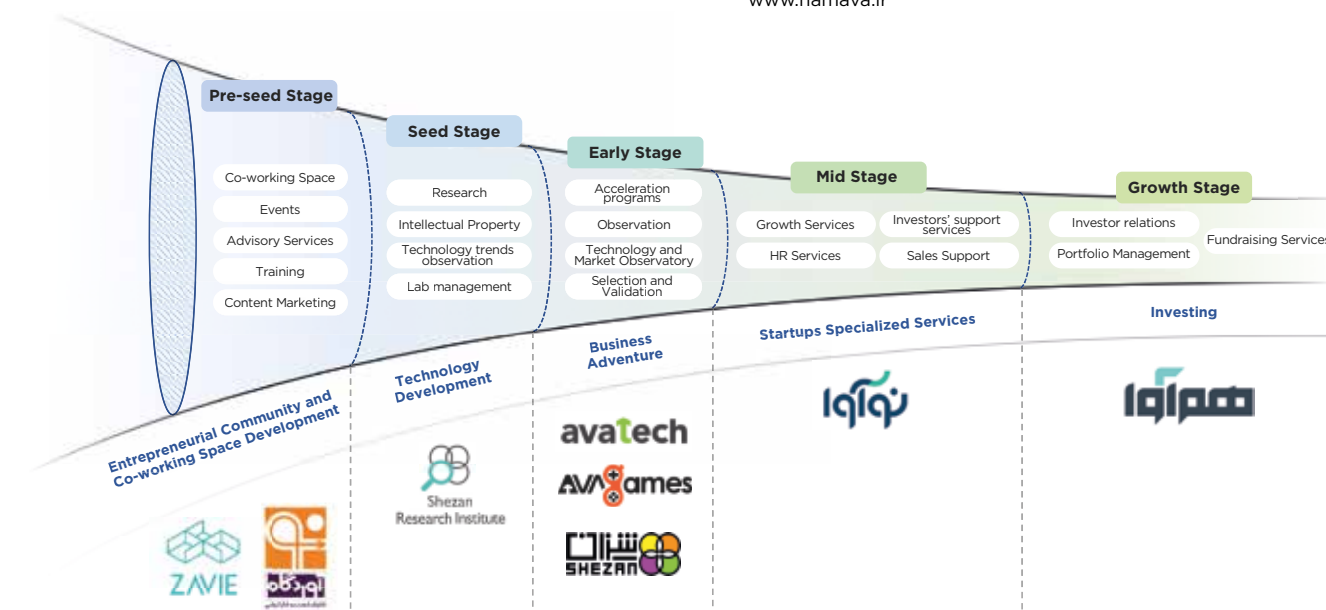 www.hamava.ir
Pre-seed Stage
Co-working Space
Events
Advisory Services
Training
Content Marketing
Seed Stage
Research
Intellectual Property
Technology trends
observation
Lab management
Early Stage
Acceleration
programs
Observation
Technology and
Market Observatory
Selection and
Validation
Mid Stage
Growth Services
Investors' support
services
HR Services
Sales Support
Growth Stage
Investor relations
Portfolio Management
Fundraising Services
Entrepreneurial Community and
Co-working Space Development
Technology
Development
Business
Adventure
Startups Specialized Services
Investing
ZAVIE
آوردگاه
Shezan
Research Institute
avatech
AVAGames
شزان
SHEZAN
نوآوا
هم‌آوا